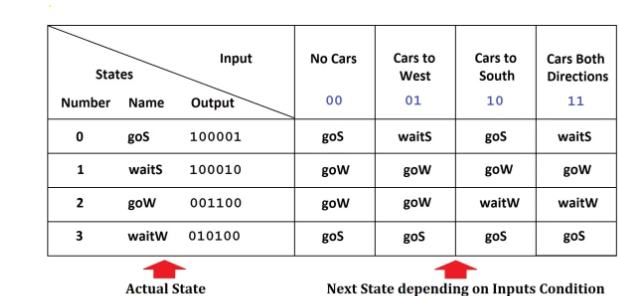 Input No Cars Cars to West Cars to South Cars Both Directions
States
Number Name Output 00 01 10 11
0 goS 100001 goS waitS goS waitS
1 waitS 100010 goW goW goW goW
2 goW 001100 goW goW waitW waitW
3 waitW 010100 goS goS goS goS
Actual State Next State depending on Inputs Condition